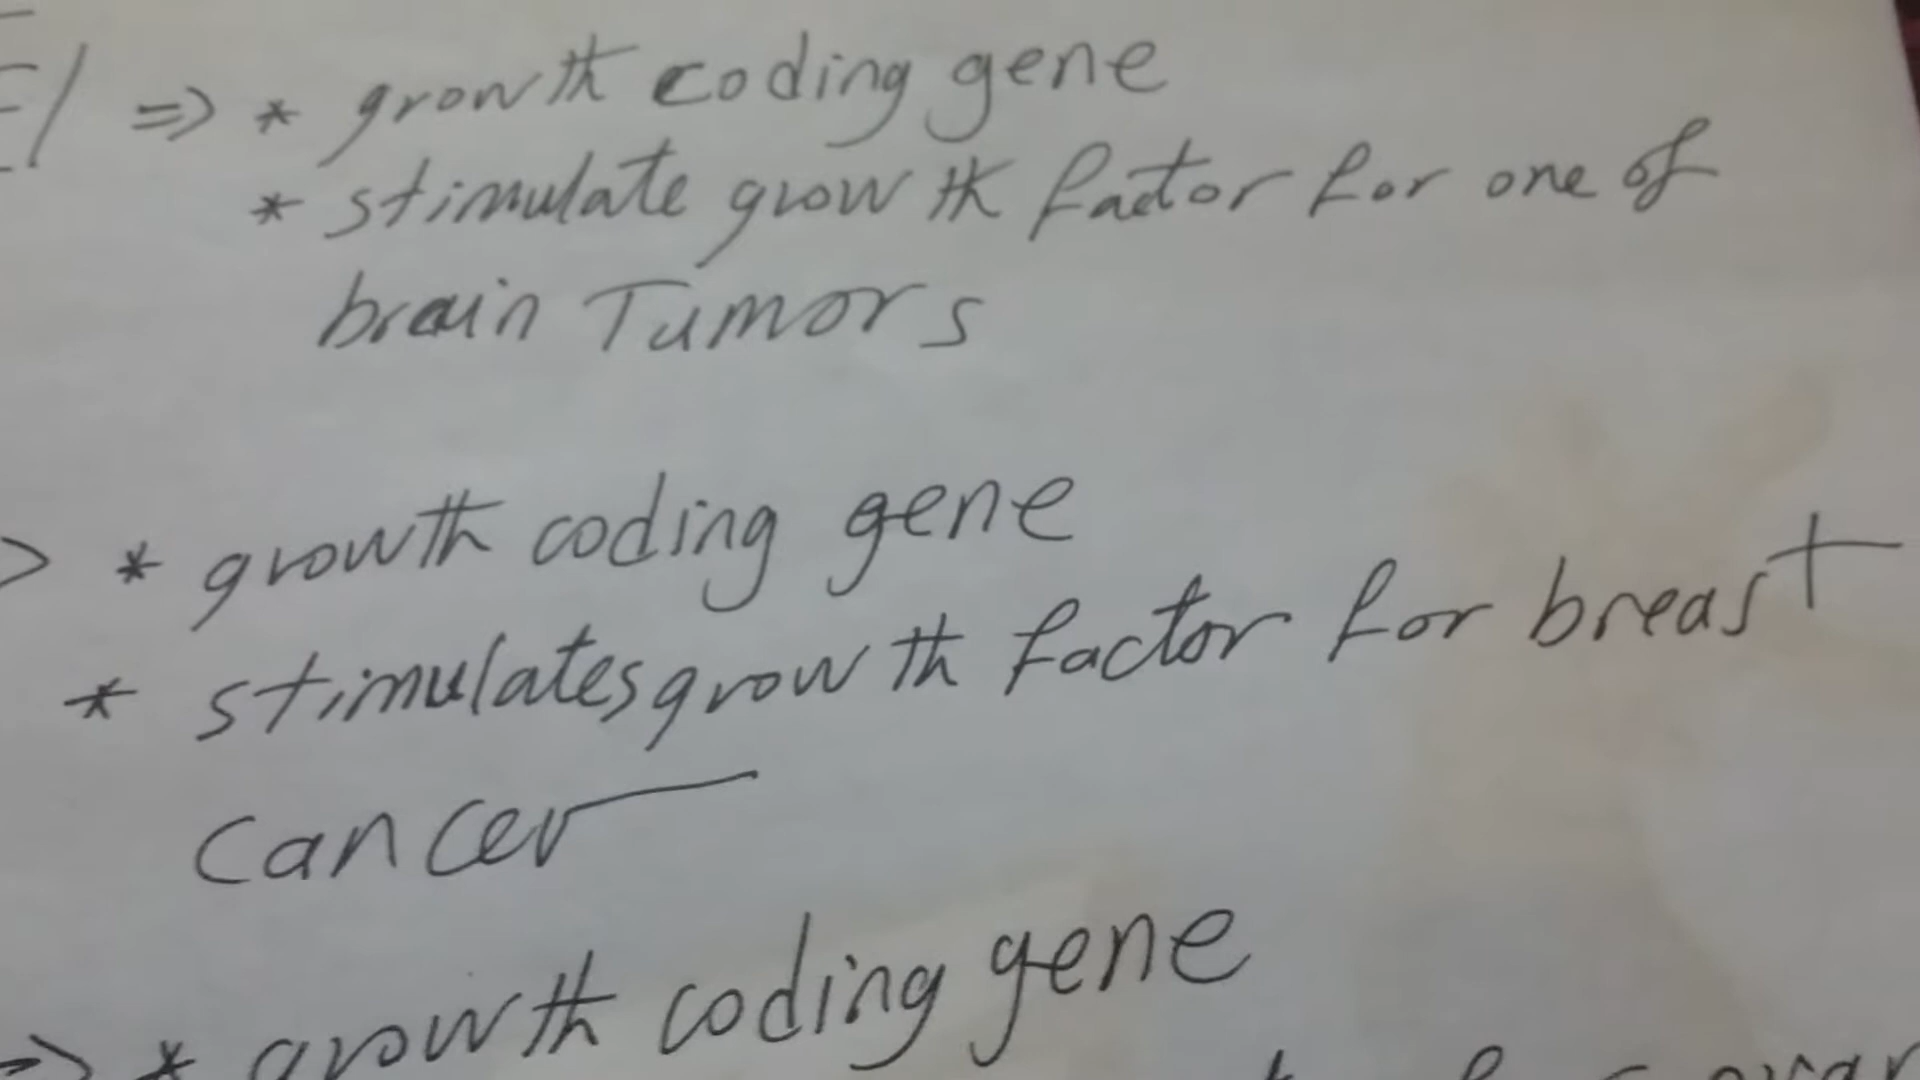 => * growth coding gene
* stimulate growth factor for one of
brain Tumors
> * growth coding gene
* stimulates growth factor for breast
cancer
=> * growth coding gene